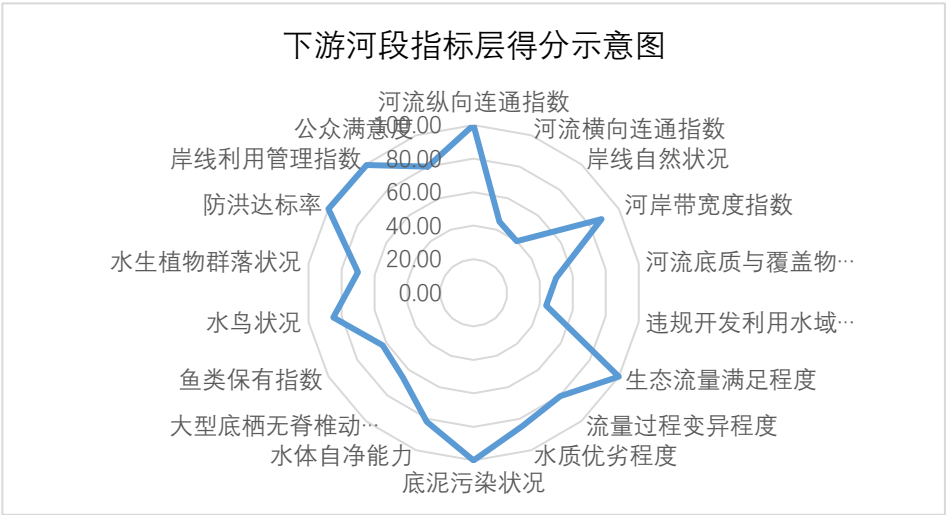 下游河段指标层得分示意图
河流纵向连通指数
公众满意度
100.00
河流横向连通指数
岸线利用管理指数
80.00
岸线自然状况
防洪达标率
60.00
河岸带宽度指数
40.00
水生植物群落状况
20.00
河流底质与覆盖物…
0.00
水鸟状况
违规开发利用水域…
鱼类保有指数
生态流量满足程度
大型底栖无脊椎动…
流量过程变异程度
水体自净能力
水质优劣程度
底泥污染状况